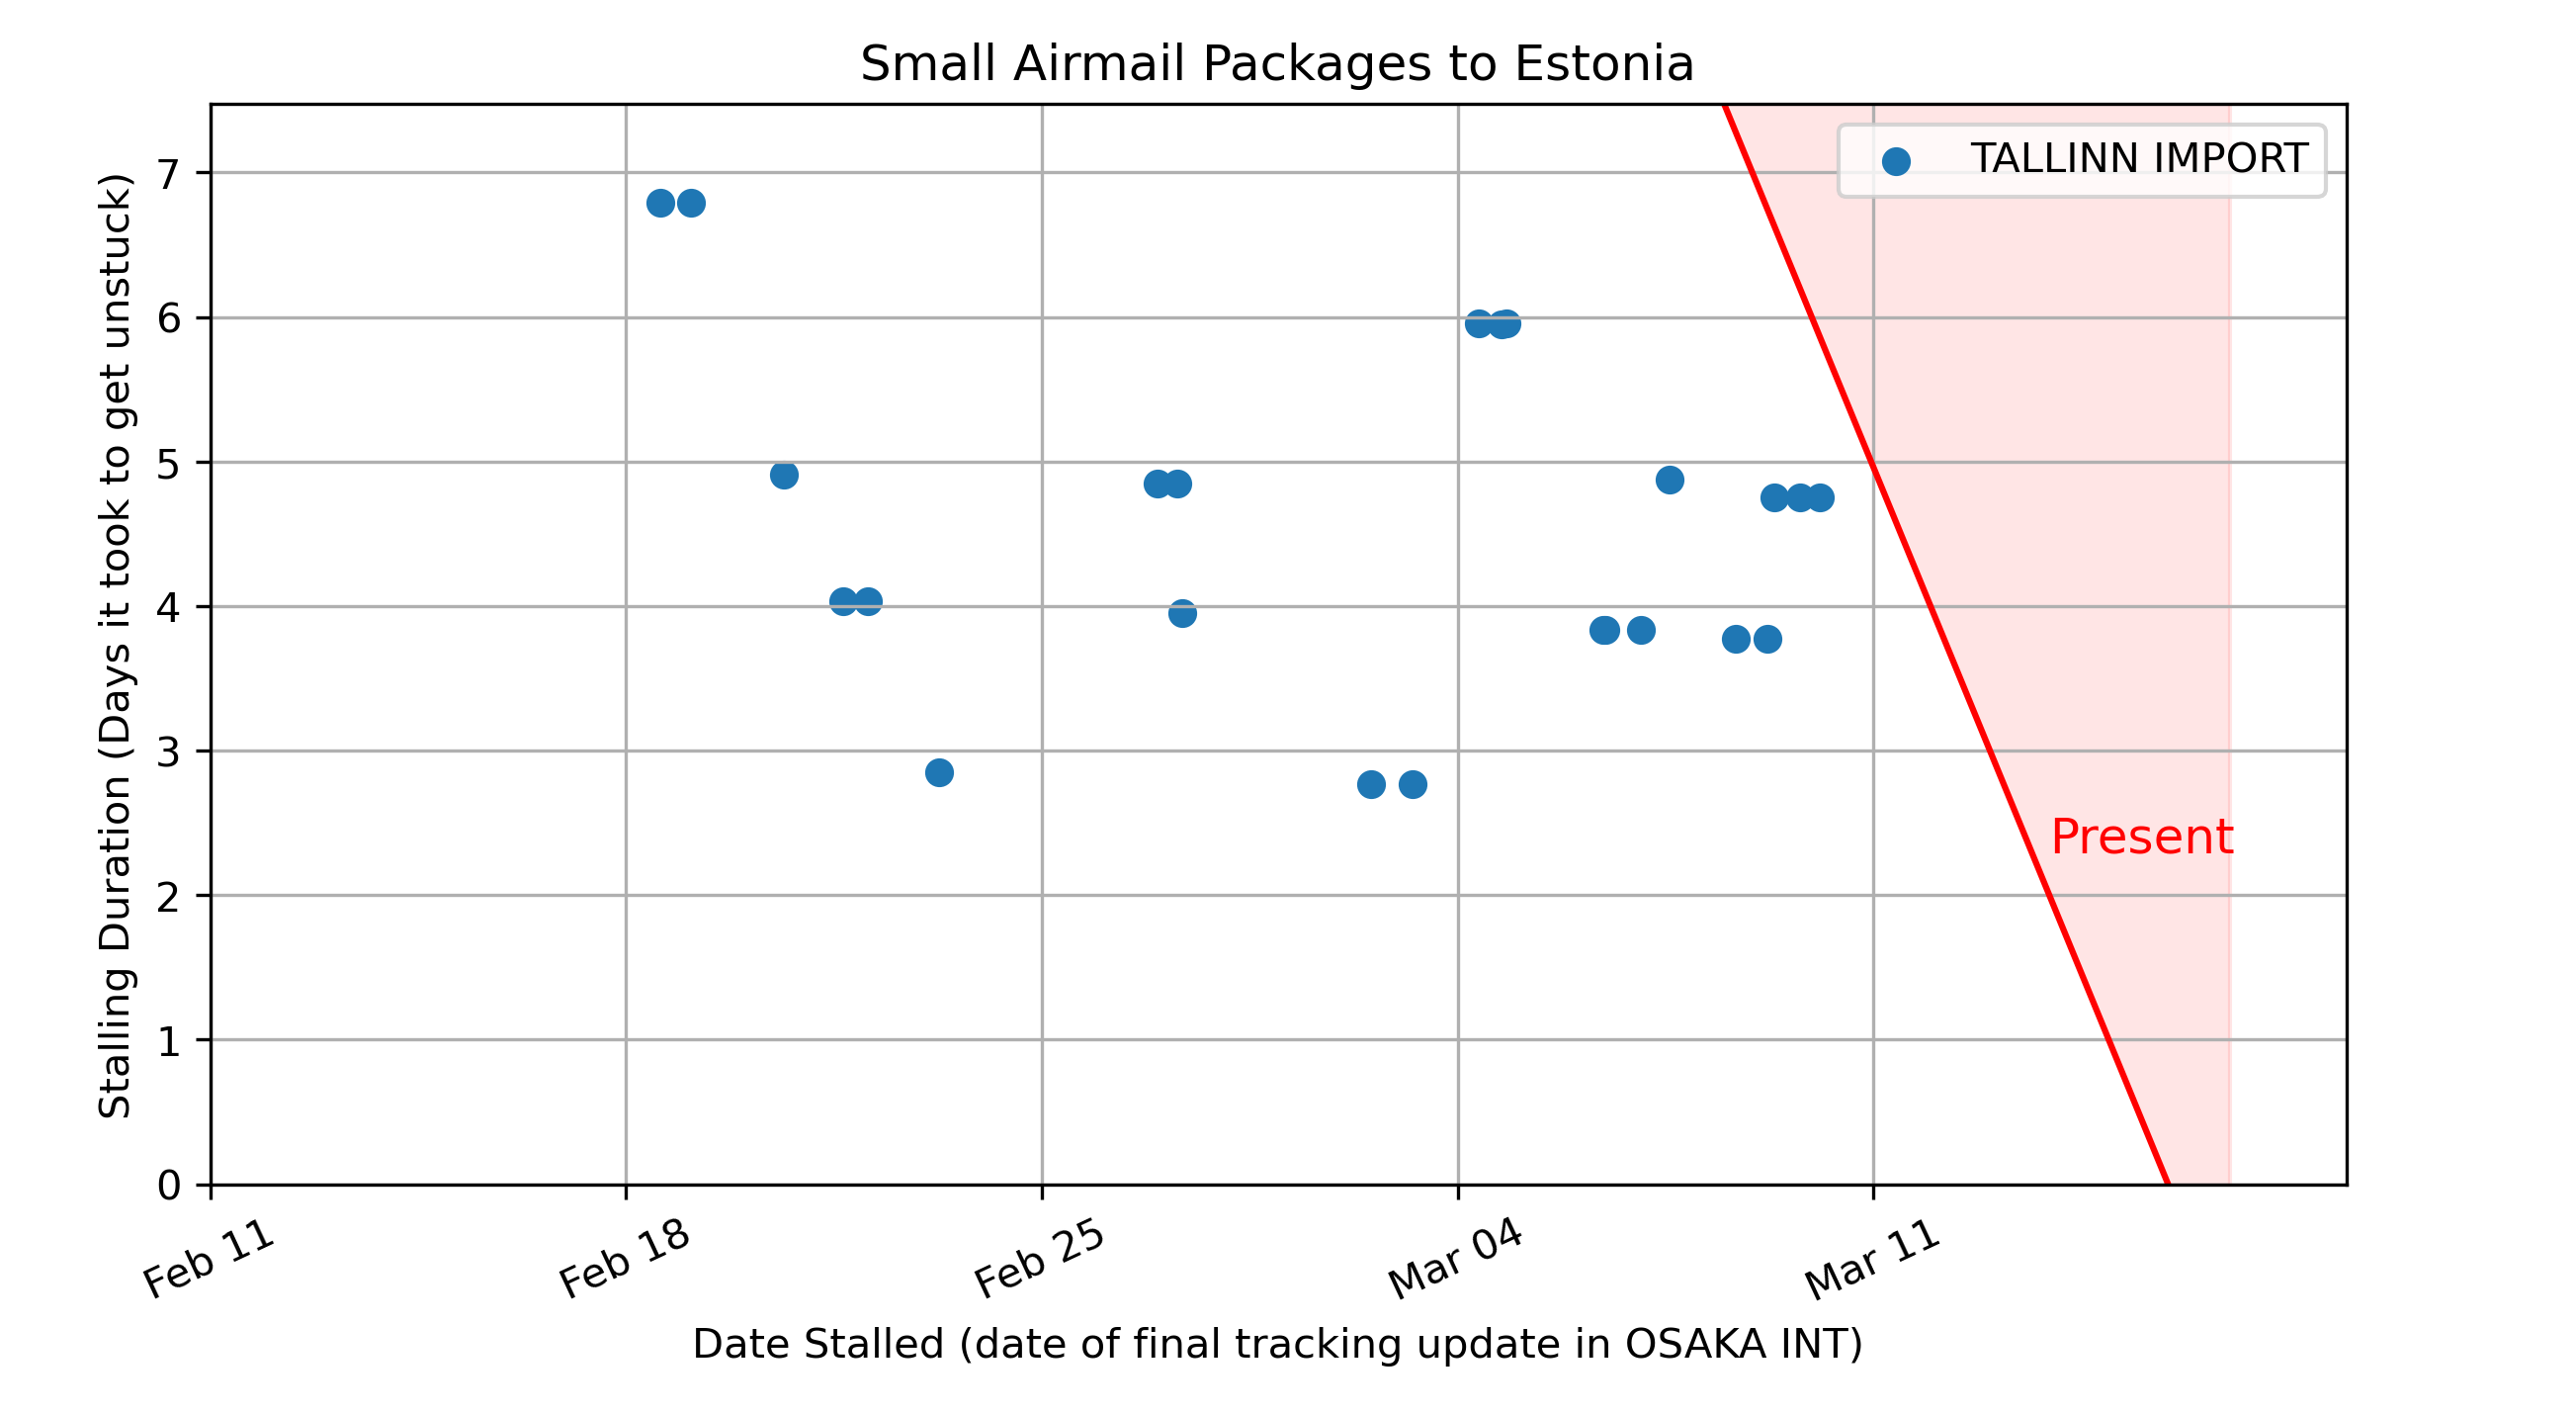 Small Airmail Packages to Estonia
Stalling Duration (Days it took to get unstuck)
7
6
5
4
3
2
1
0
TALLINN IMPORT
Present
Feb 11
Feb 18
Feb 25
Mar 04
Mar 11
Date Stalled (date of final tracking update in OSAKA INT)